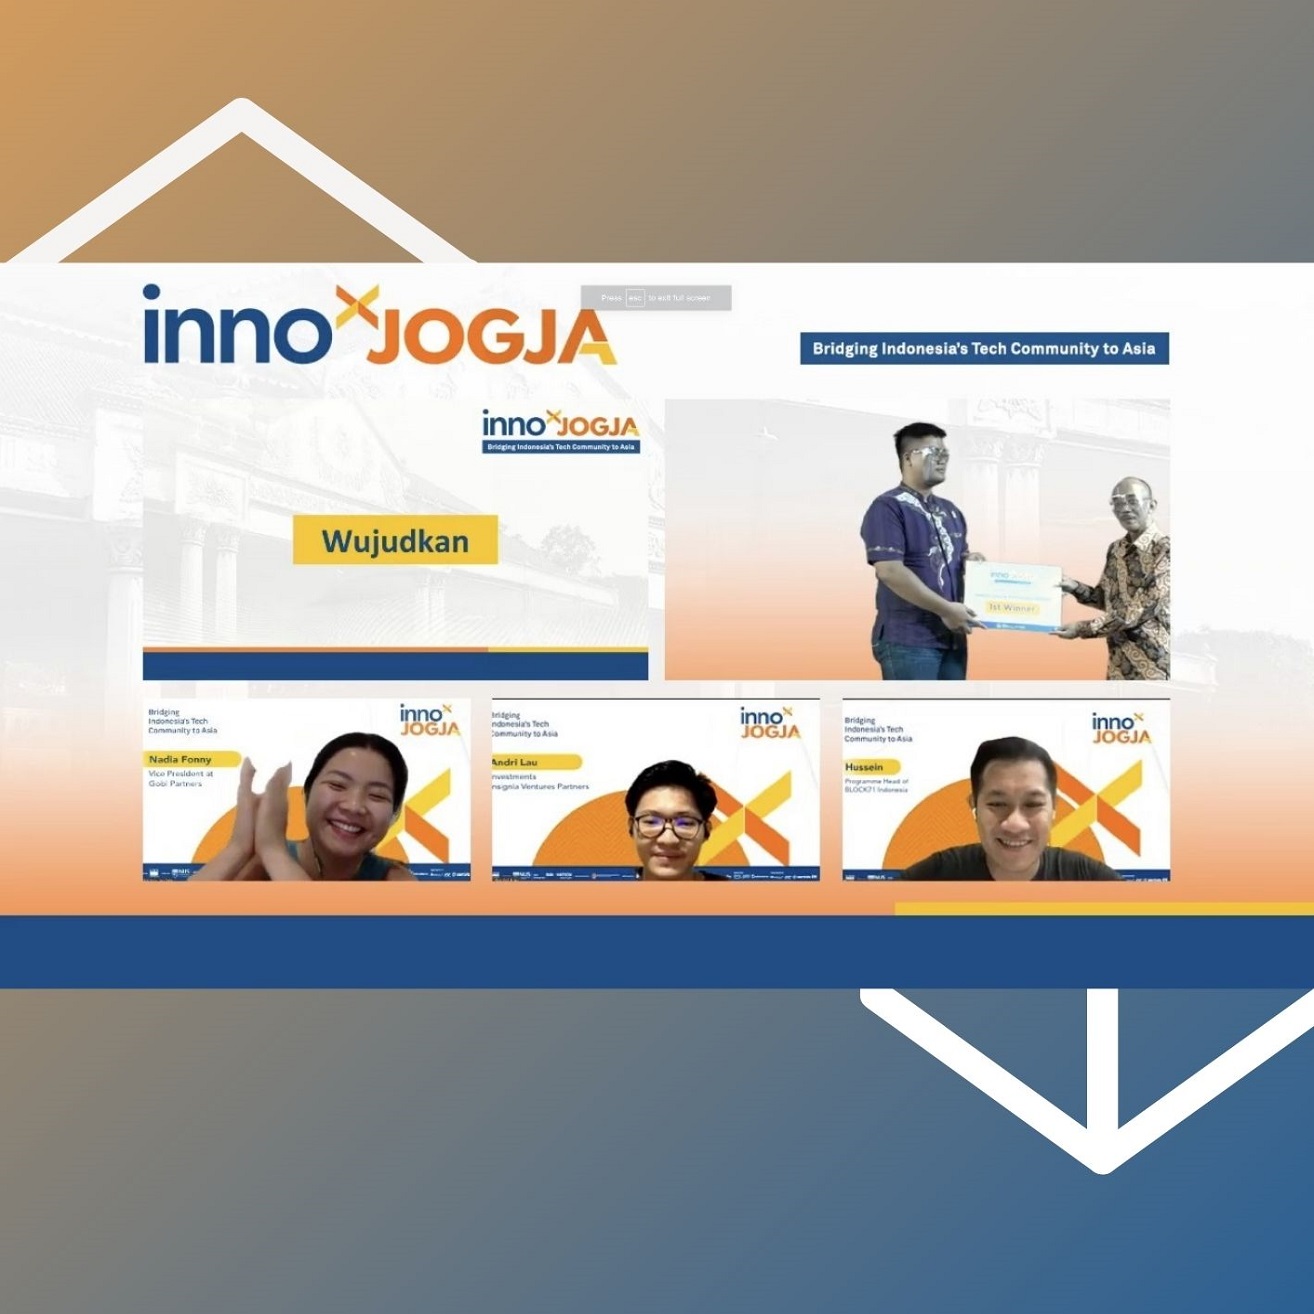 inno JOGJA
Press esc to exit full screen
Bridging Indonesia's Tech Community to Asia
inno JOGJA
Bridging Indonesia's Tech Community to Asia
Wujudkan
1st Winner
Bridging
Indonesia's Tech
Community to Asia
inno
JOGJA
Nadia Fonny
Vice President at
Gobi Partners
Bridging
Indonesia's Tech
Community to Asia
inno
JOGJA
Andri Lau
nvestments
nsignia Ventures Partners
Bridging
Indonesia's Tech
Community to Asia
inno
JOGJA
Hussein
Programme Head of
BLOCK71 Indonesia